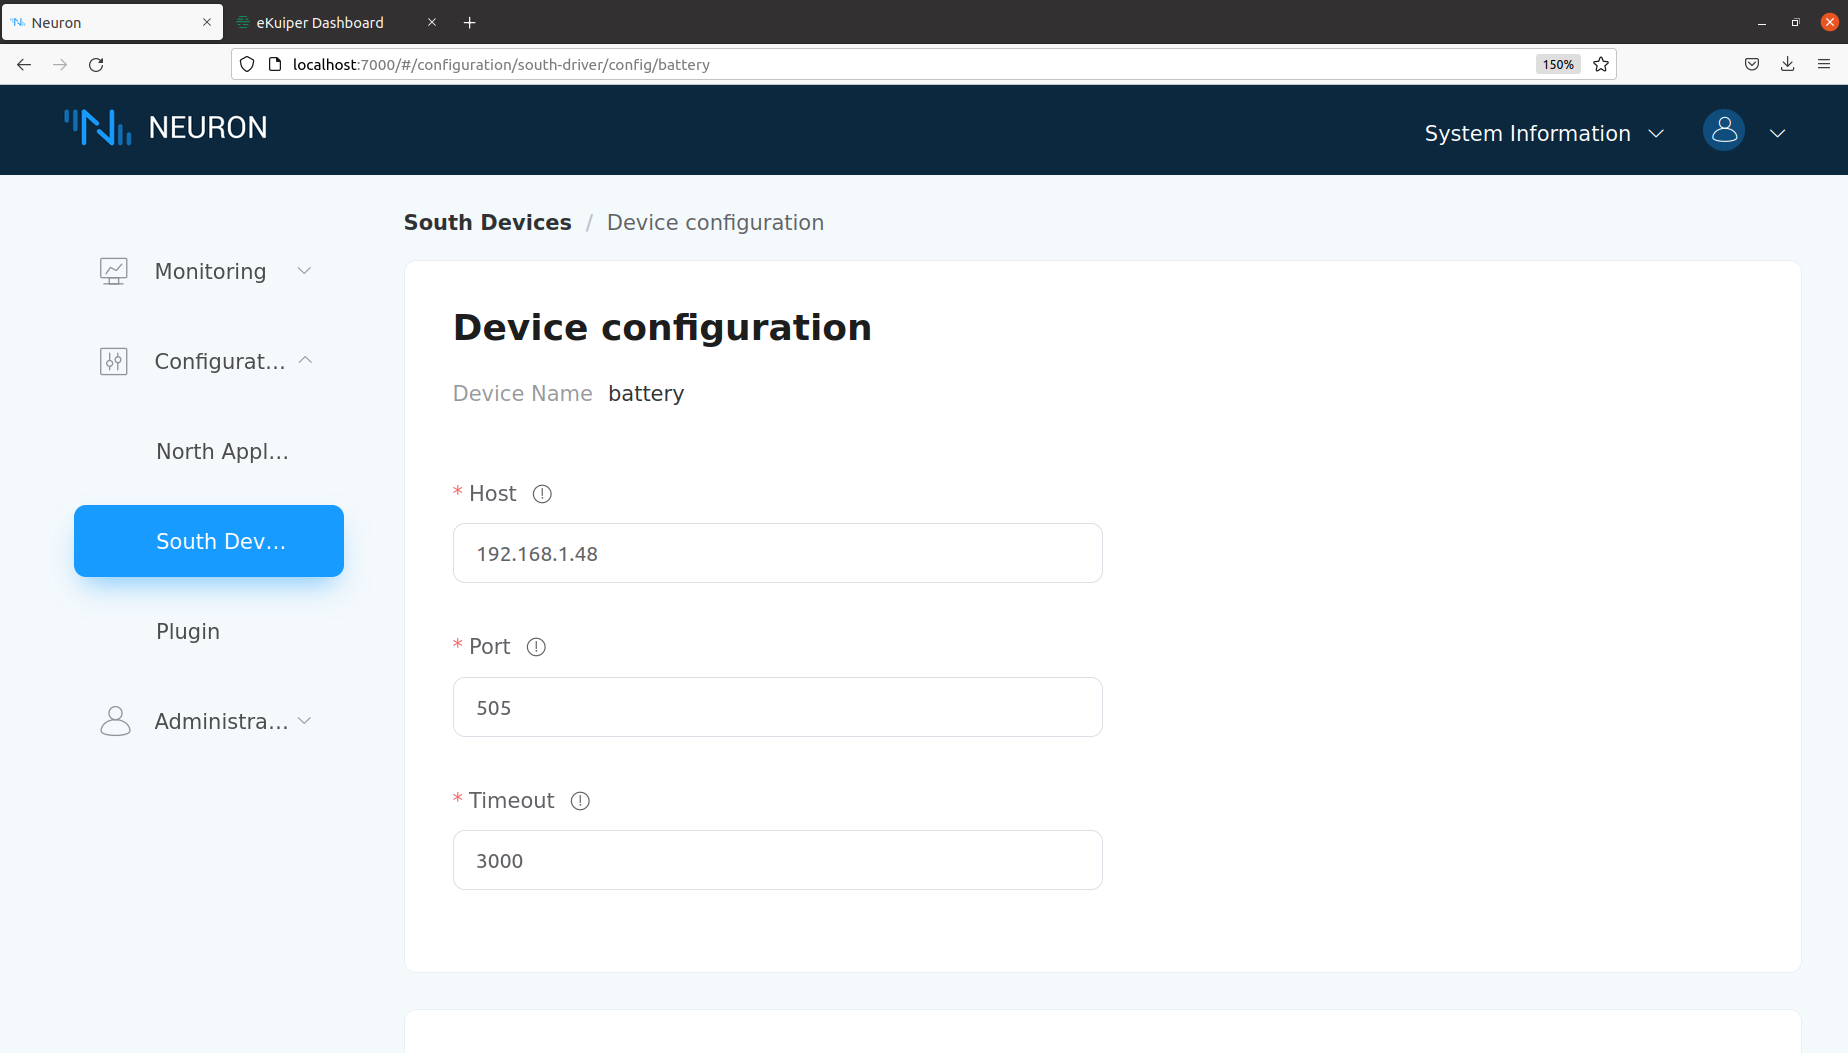 Neuron
eKuiper Dashboard
localhost:7000/#/configuration/south-driver/config/battery
150%
NEURON
System Information
South Devices / Device configuration
Monitoring
Configurat...
North Appl...
South Dev...
Plugin
Administra...
Device configuration
Device Name battery
* Host
192.168.1.48
* Port
505
* Timeout
3000